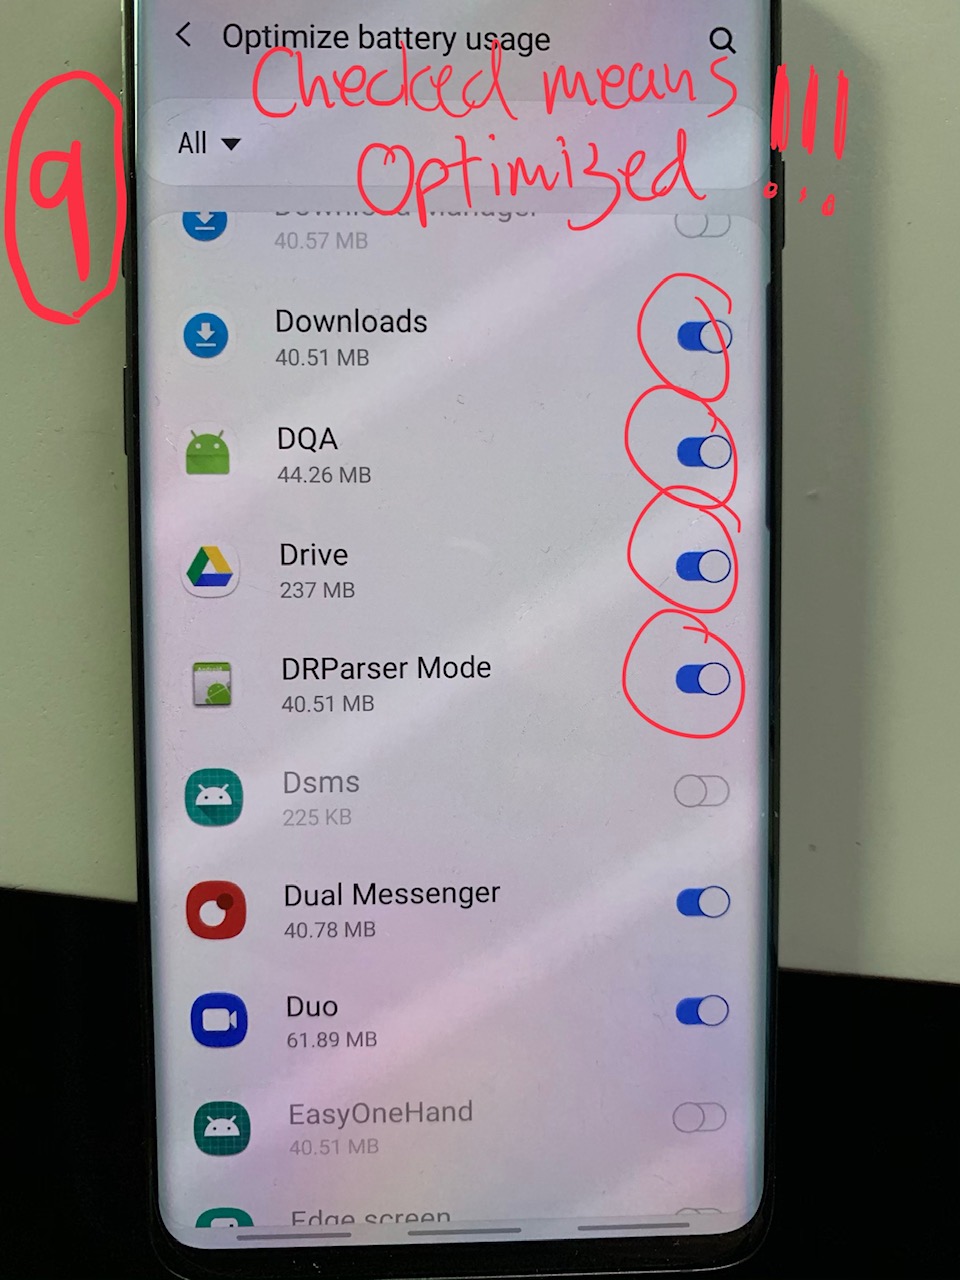 Optimize battery usage
Checked means !!!
Optimized
9
All
Download Manager
40.57 MB
Downloads
40.51 MB
DQA
44.26 MB
Drive
237 MB
DRParser Mode
40.51 MB
Dsms
225 KB
Dual Messenger
40.78 MB
Duo
61.89 MB
EasyOneHand
40.51 MB
Edge screen